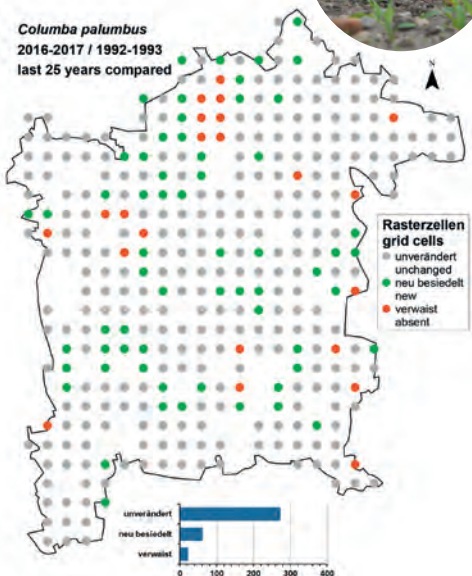 Columba palumbus
2016-2017 / 1992-1993
last 25 years compared
N
Rasterzellen
grid cells
unverändert
unchanged
neu besiedelt
new
verwaist
absent
unverändert
neu besiedelt
verwaist
0 100 200 300 400